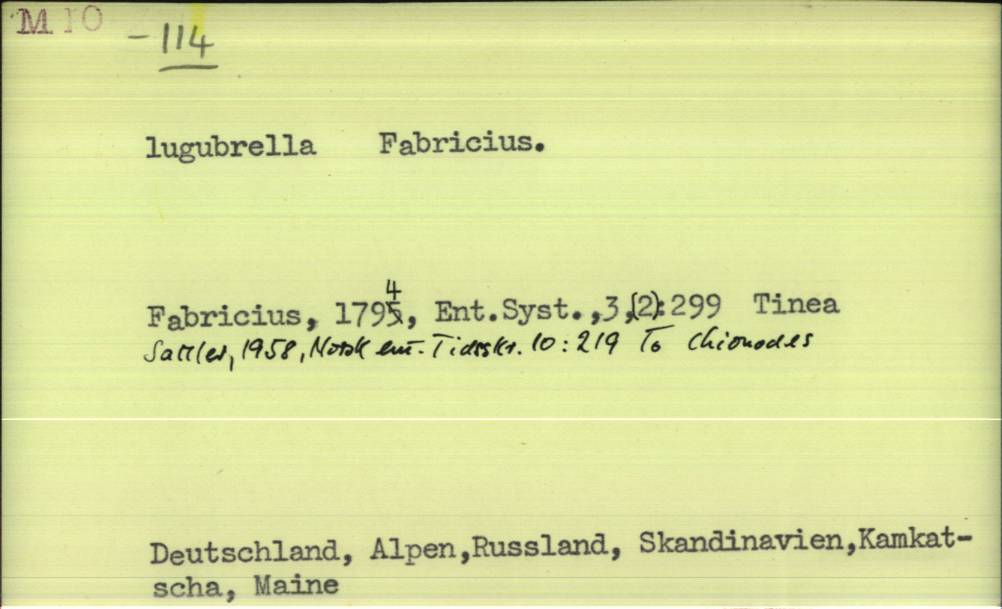 M 10 - 114
lugubrella Fabricius.
4
Fabricius, 1795, Ent.Syst.,3,(2):299 Tinea
Sattler, 1958, Norsk ent. Tidsskr. 10:219 To Chionodes
Deutschland, Alpen,Russland, Skandinavien,Kamkat-
scha, Maine